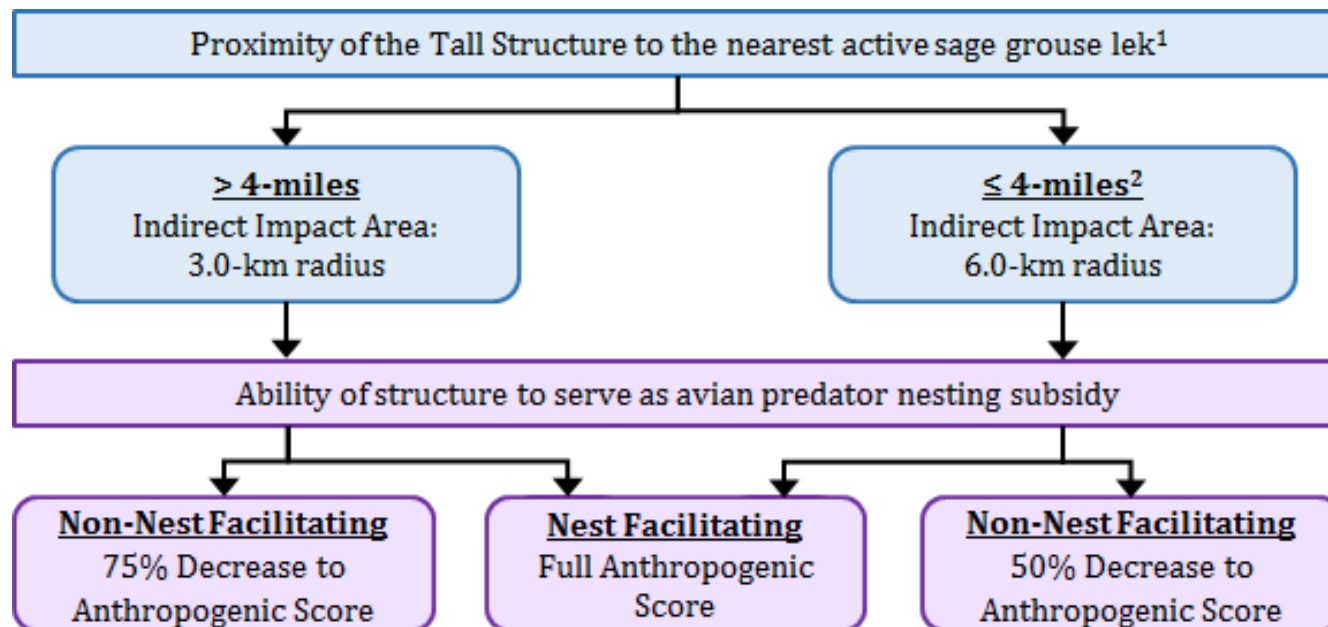 Proximity of the Tall Structure to the nearest active sage grouse lek¹
> 4-miles
Indirect Impact Area:
3.0-km radius
≤ 4-miles²
Indirect Impact Area:
6.0-km radius
Ability of structure to serve as avian predator nesting subsidy
Non-Nest Facilitating
75% Decrease to
Anthropogenic Score
Nest Facilitating
Full Anthropogenic
Score
Non-Nest Facilitating
50% Decrease to
Anthropogenic Score